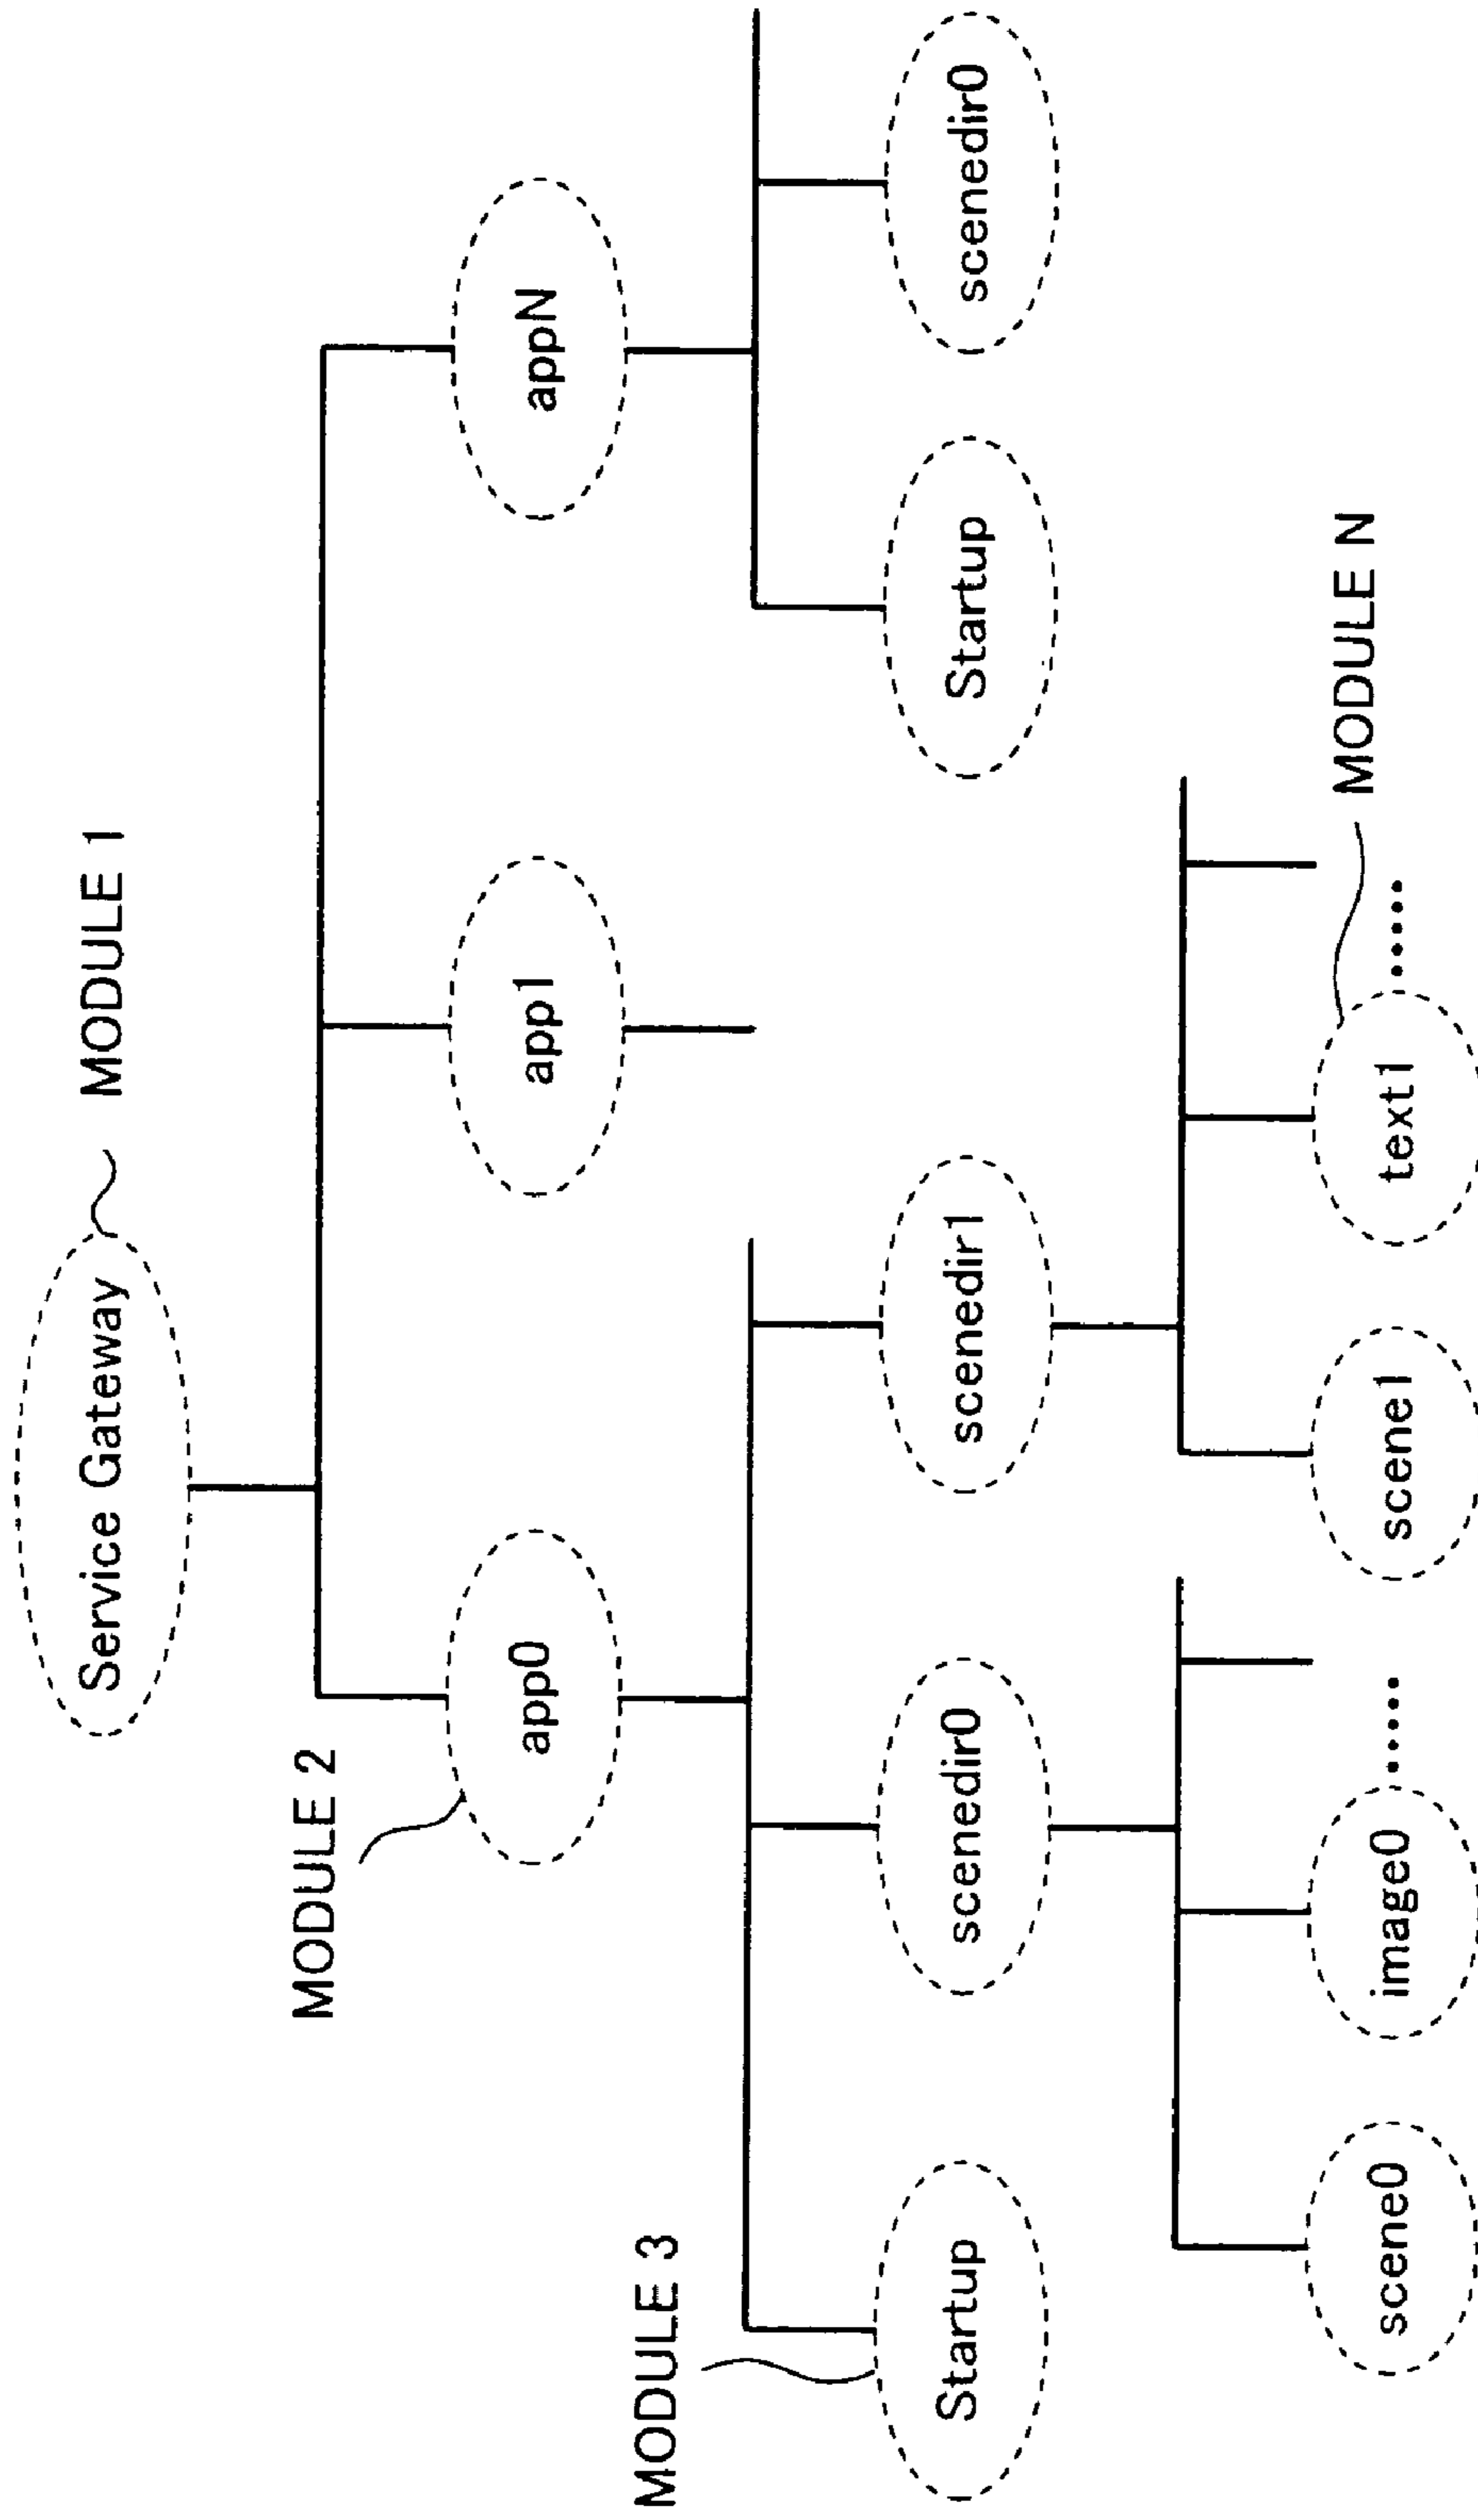 Service Gateway
MODULE 1
MODULE 2
app0
app1
appN
MODULE 3
Startup
scenedir0
scenedir1
Startup
scenedir0
MODULE N
scene0
image0
.....
scene1
text1
.....